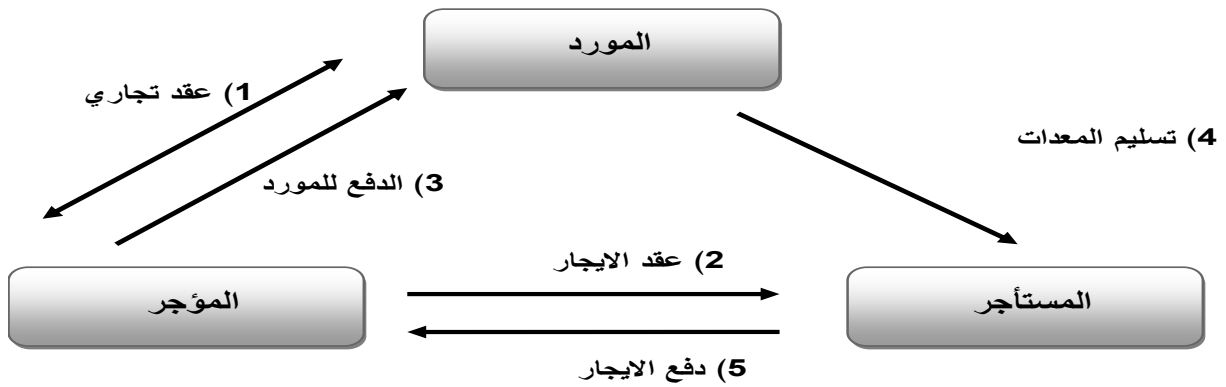 المورد
1) عقد تجاري
4) تسليم المعدات
3) الدفع للمورد
2) عقد الايجار
المستأجر
المؤجر
5) دفع الايجار